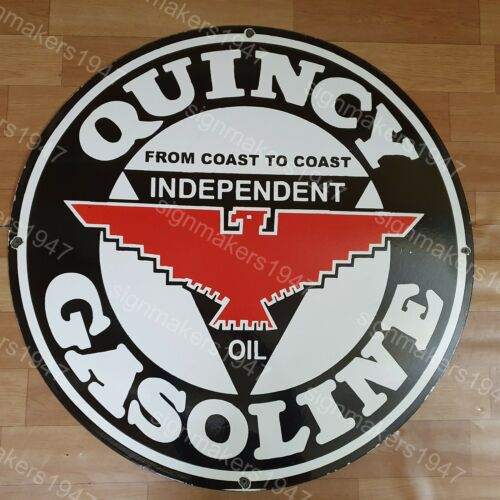 QUINCY
FROM COAST TO COAST
INDEPENDENT
OIL
GASOLINE
signmakers1947